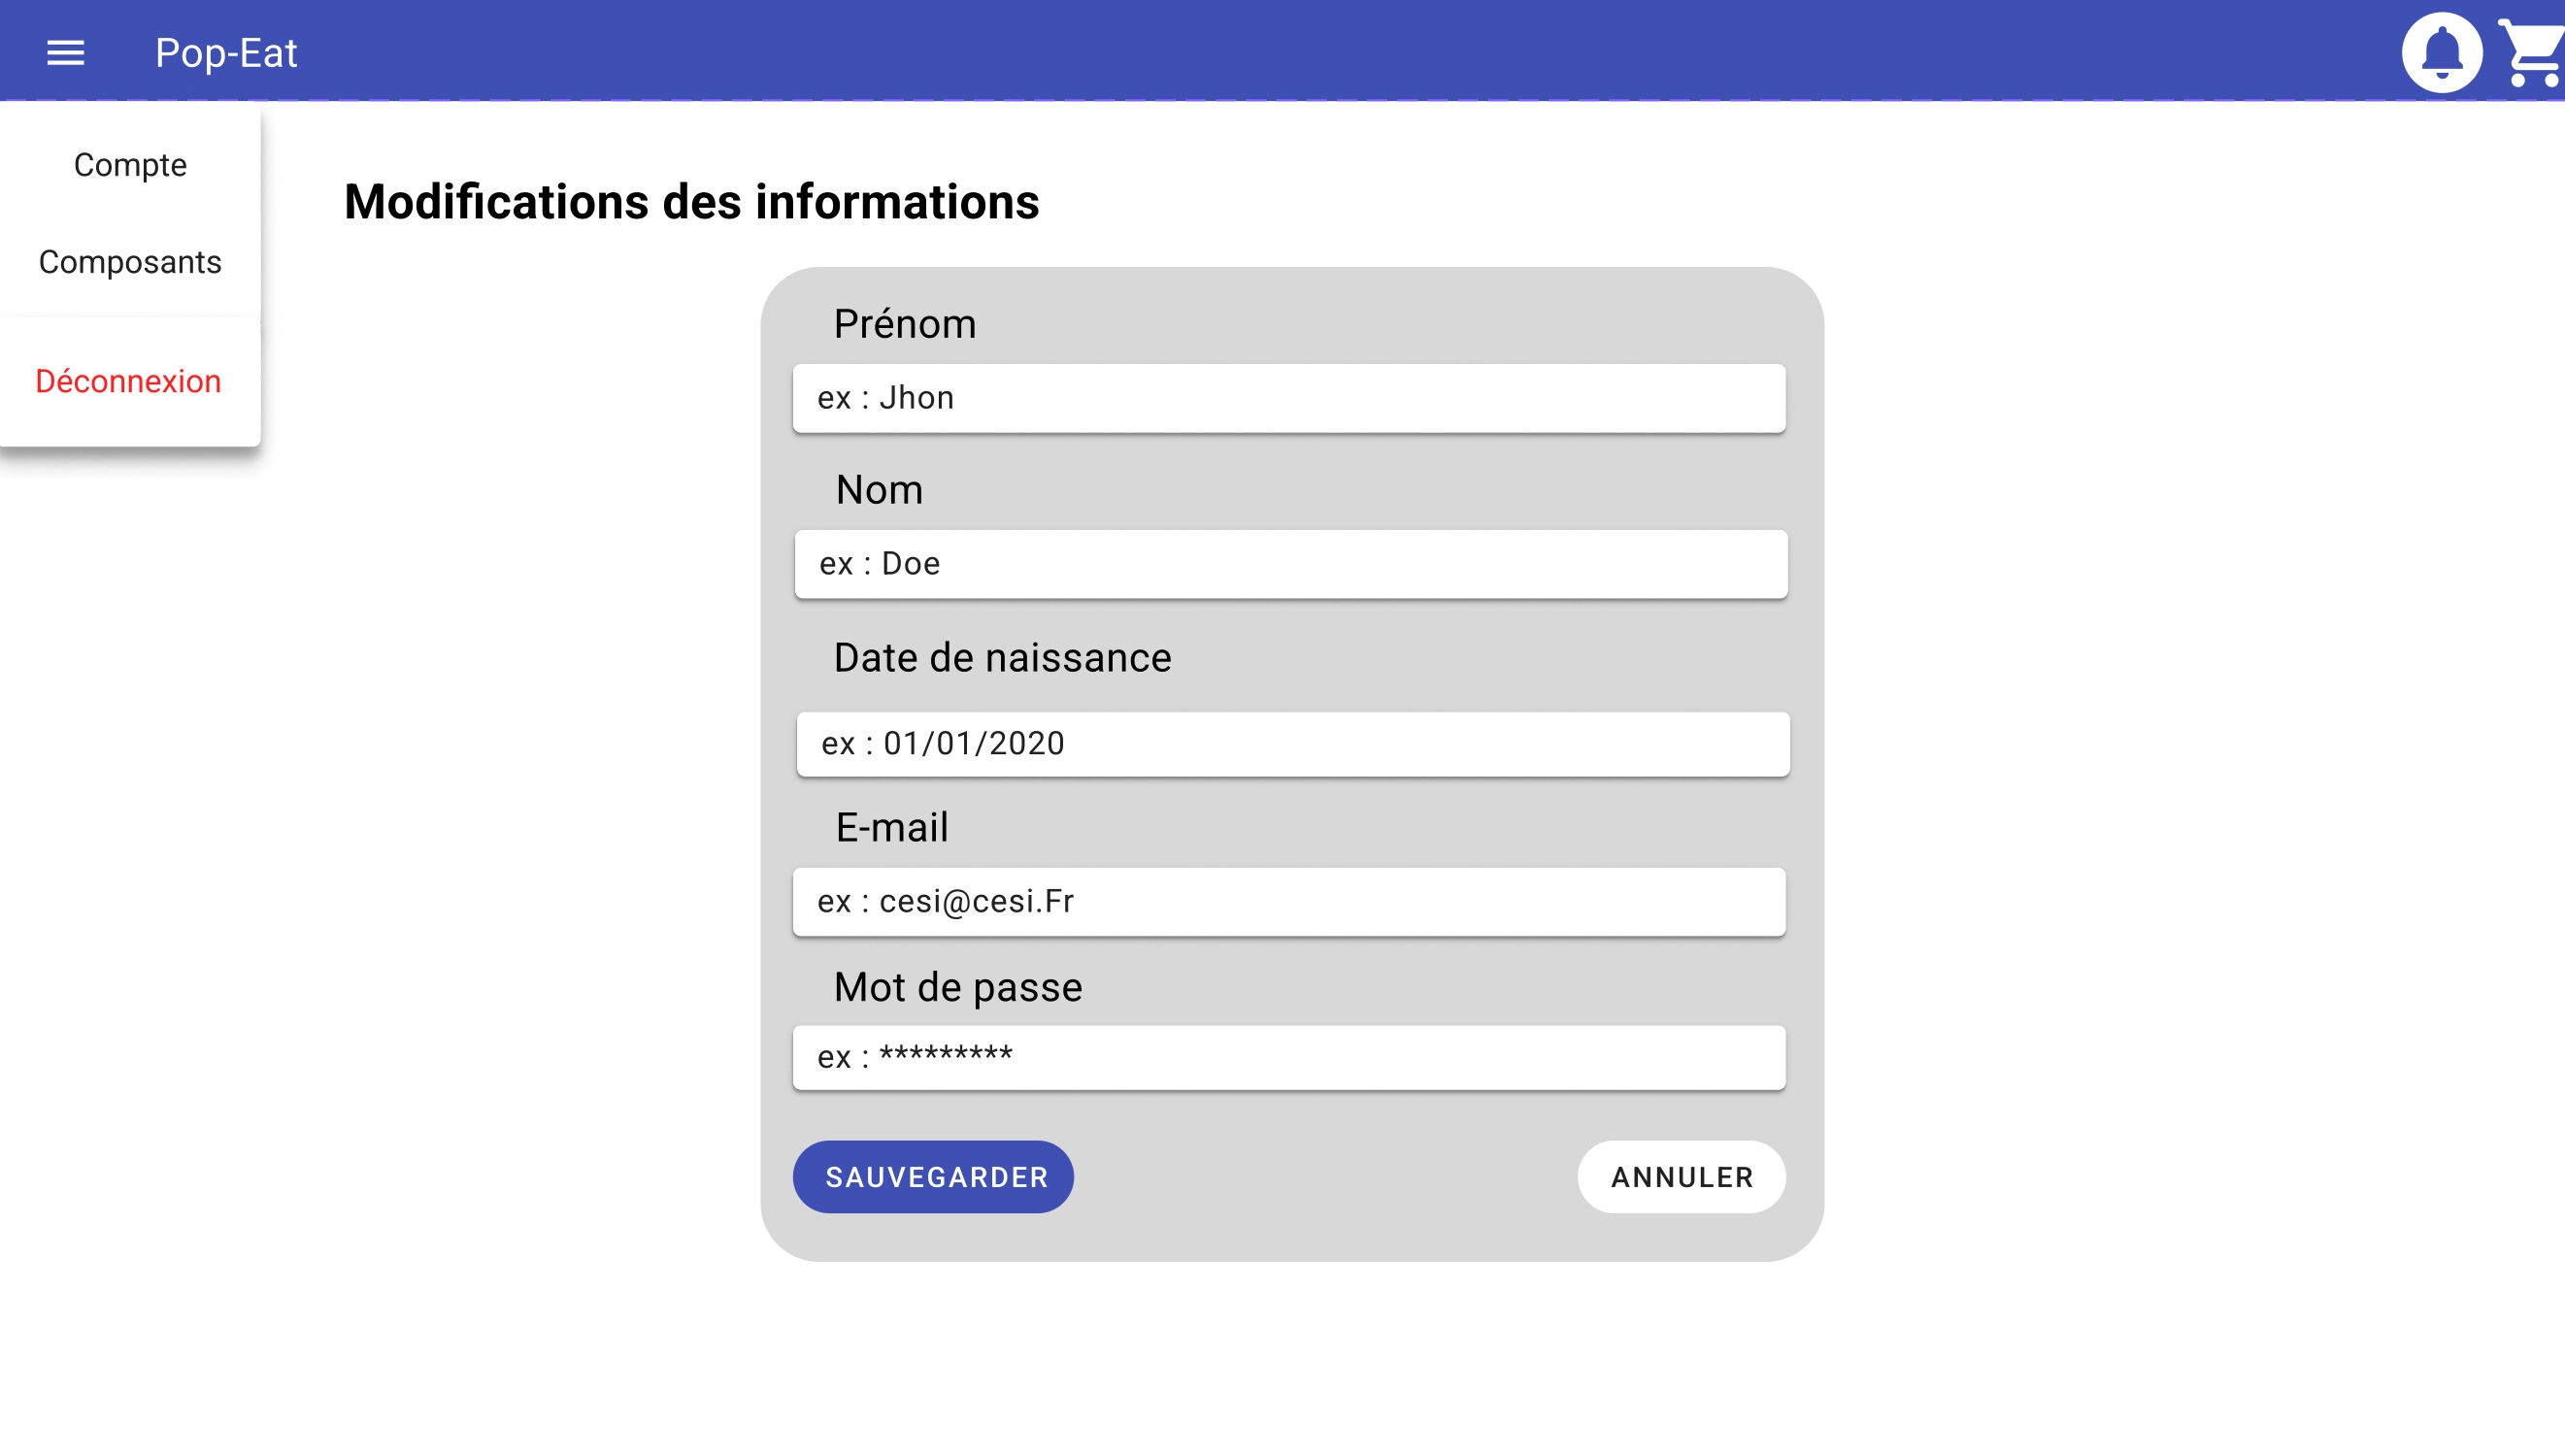 Pop-Eat
Compte
Composants
Déconnexion
Modifications des informations
Prénom
ex : Jhon
Nom
ex : Doe
Date de naissance
ex : 01/01/2020
E-mail
ex : cesi@cesi.Fr
Mot de passe
ex : *********
SAUVEGARDER
ANNULER